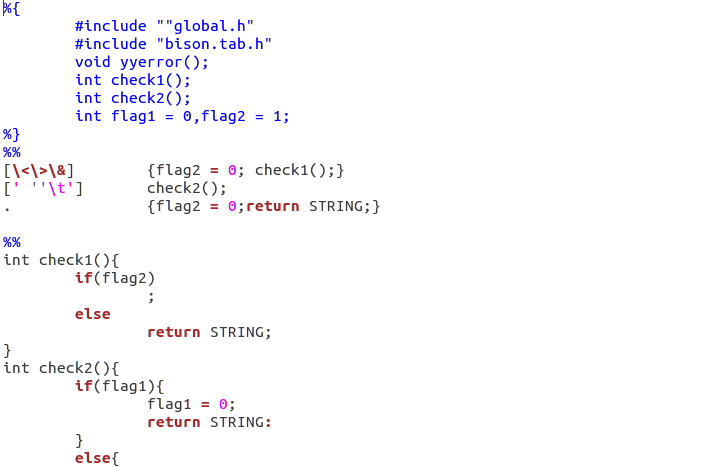 %{
        #include ""global.h"
        #include "bison.tab.h"
        void yyerror();
        int check1();
        int check2();
        int flag1 = 0,flag2 = 1;
%}
%%
[\<\>\&]        {flag2 = 0; check1();}
[' ''\t']       check2();
.               {flag2 = 0;return STRING;}
%%
int check1(){
        if(flag2)
                ;
        else
                return STRING;
}
int check2(){
        if(flag1){
                flag1 = 0;
                return STRING:
        }
        else{